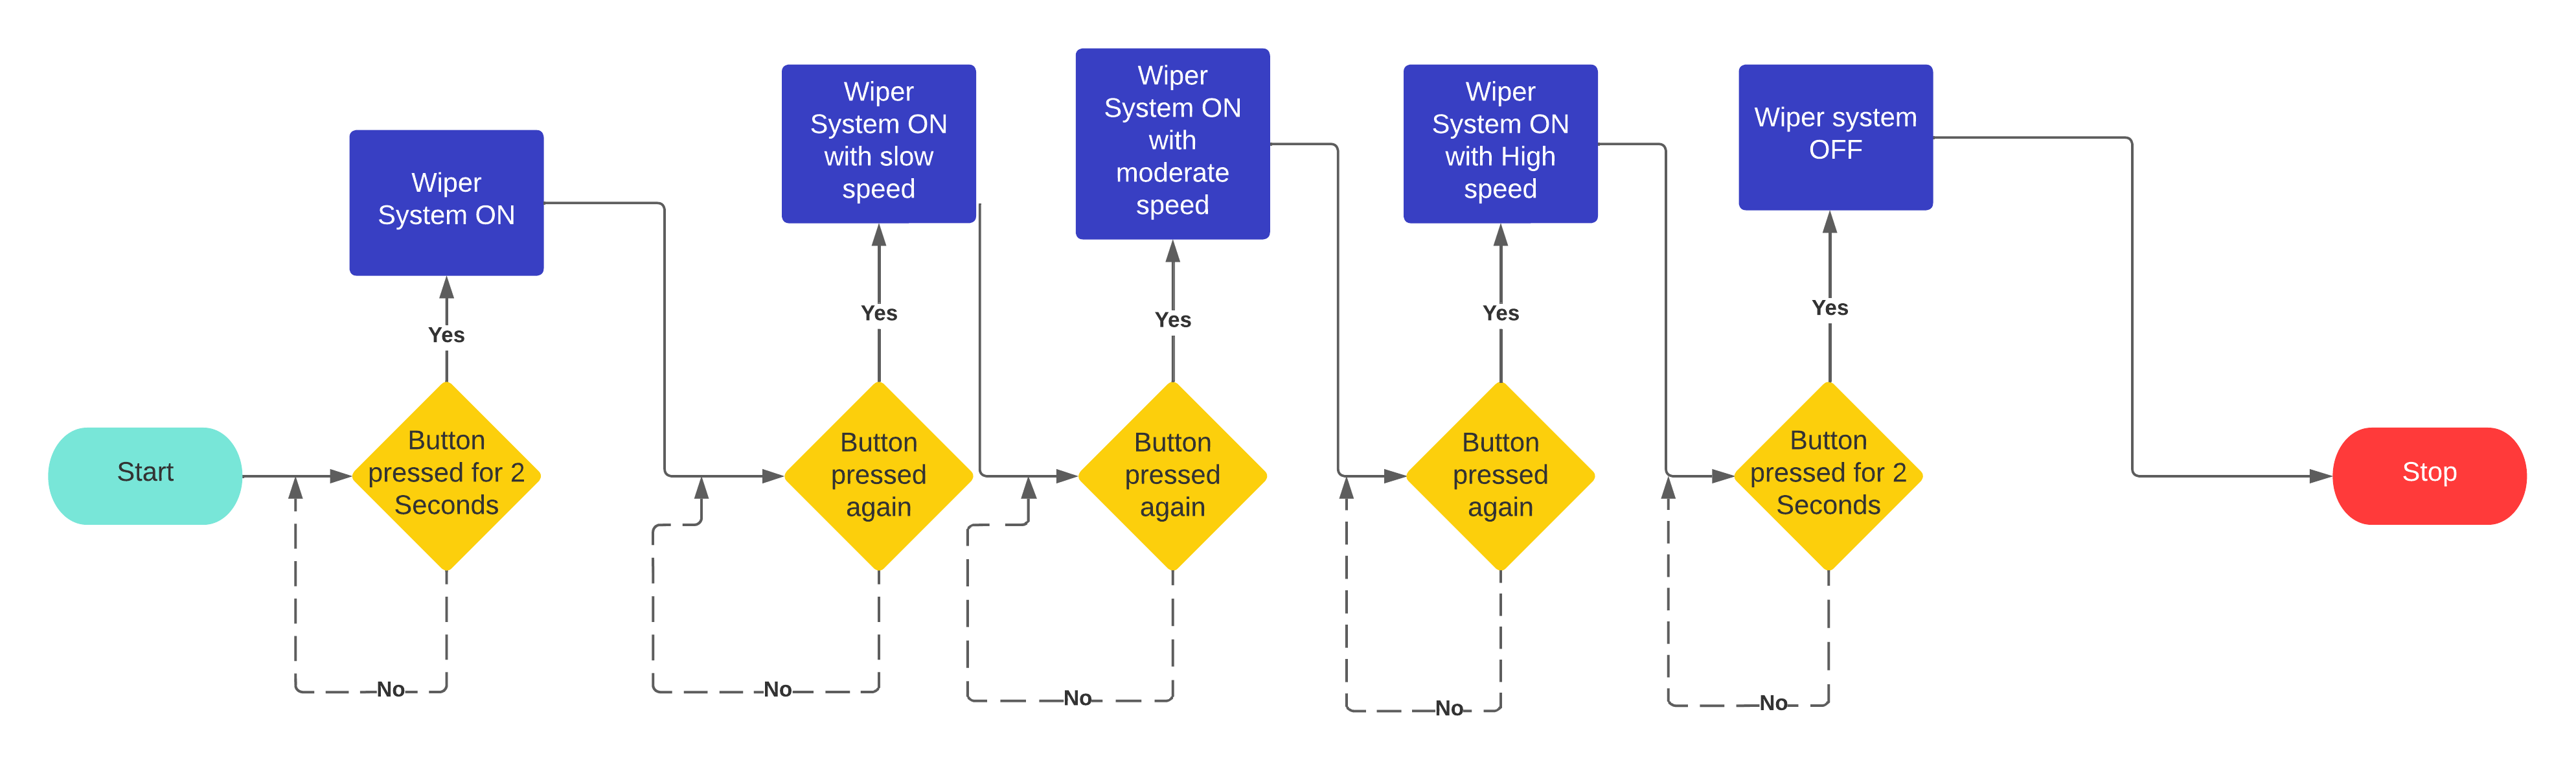 Start
Button
pressed for 2
Seconds
Yes
No
Wiper
System ON
Button
pressed
again
Yes
No
Wiper
System ON
with slow
speed
Button
pressed
again
Yes
No
Wiper
System ON
with
moderate
speed
Button
pressed
again
Yes
No
Wiper
System ON
with High
speed
Button
pressed for 2
Seconds
Yes
No
Wiper system
OFF
Stop